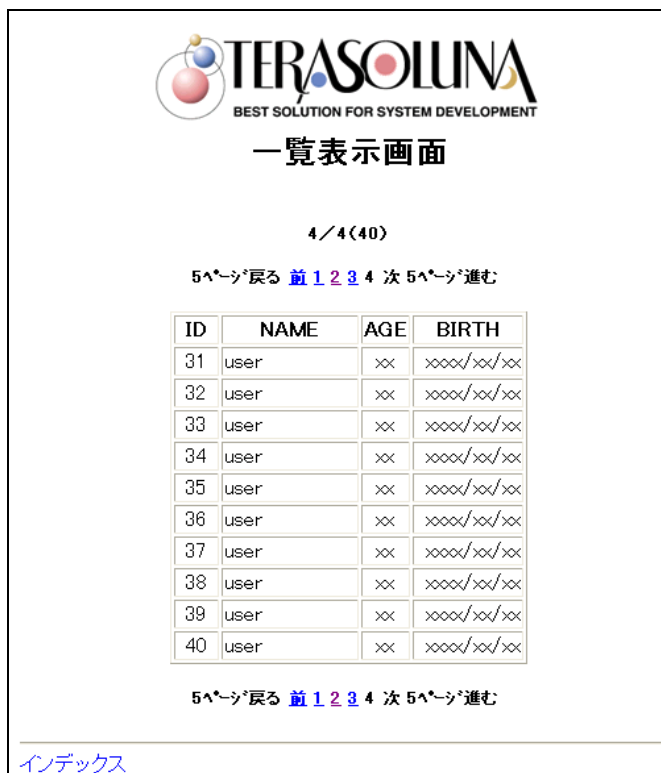 TERASOLUNA
BEST SOLUTION FOR SYSTEM DEVELOPMENT
一覧表示画面
4/4(40)
5ページ戻る 前 1 2 3 4 次 5ページ進む
ID NAME AGE BIRTH
31 user xx xxxx/xx/xx
32 user xx xxxx/xx/xx
33 user xx xxxx/xx/xx
34 user xx xxxx/xx/xx
35 user xx xxxx/xx/xx
36 user xx xxxx/xx/xx
37 user xx xxxx/xx/xx
38 user xx xxxx/xx/xx
39 user xx xxxx/xx/xx
40 user xx xxxx/xx/xx
5ページ戻る 前 1 2 3 4 次 5ページ進む
インデックス